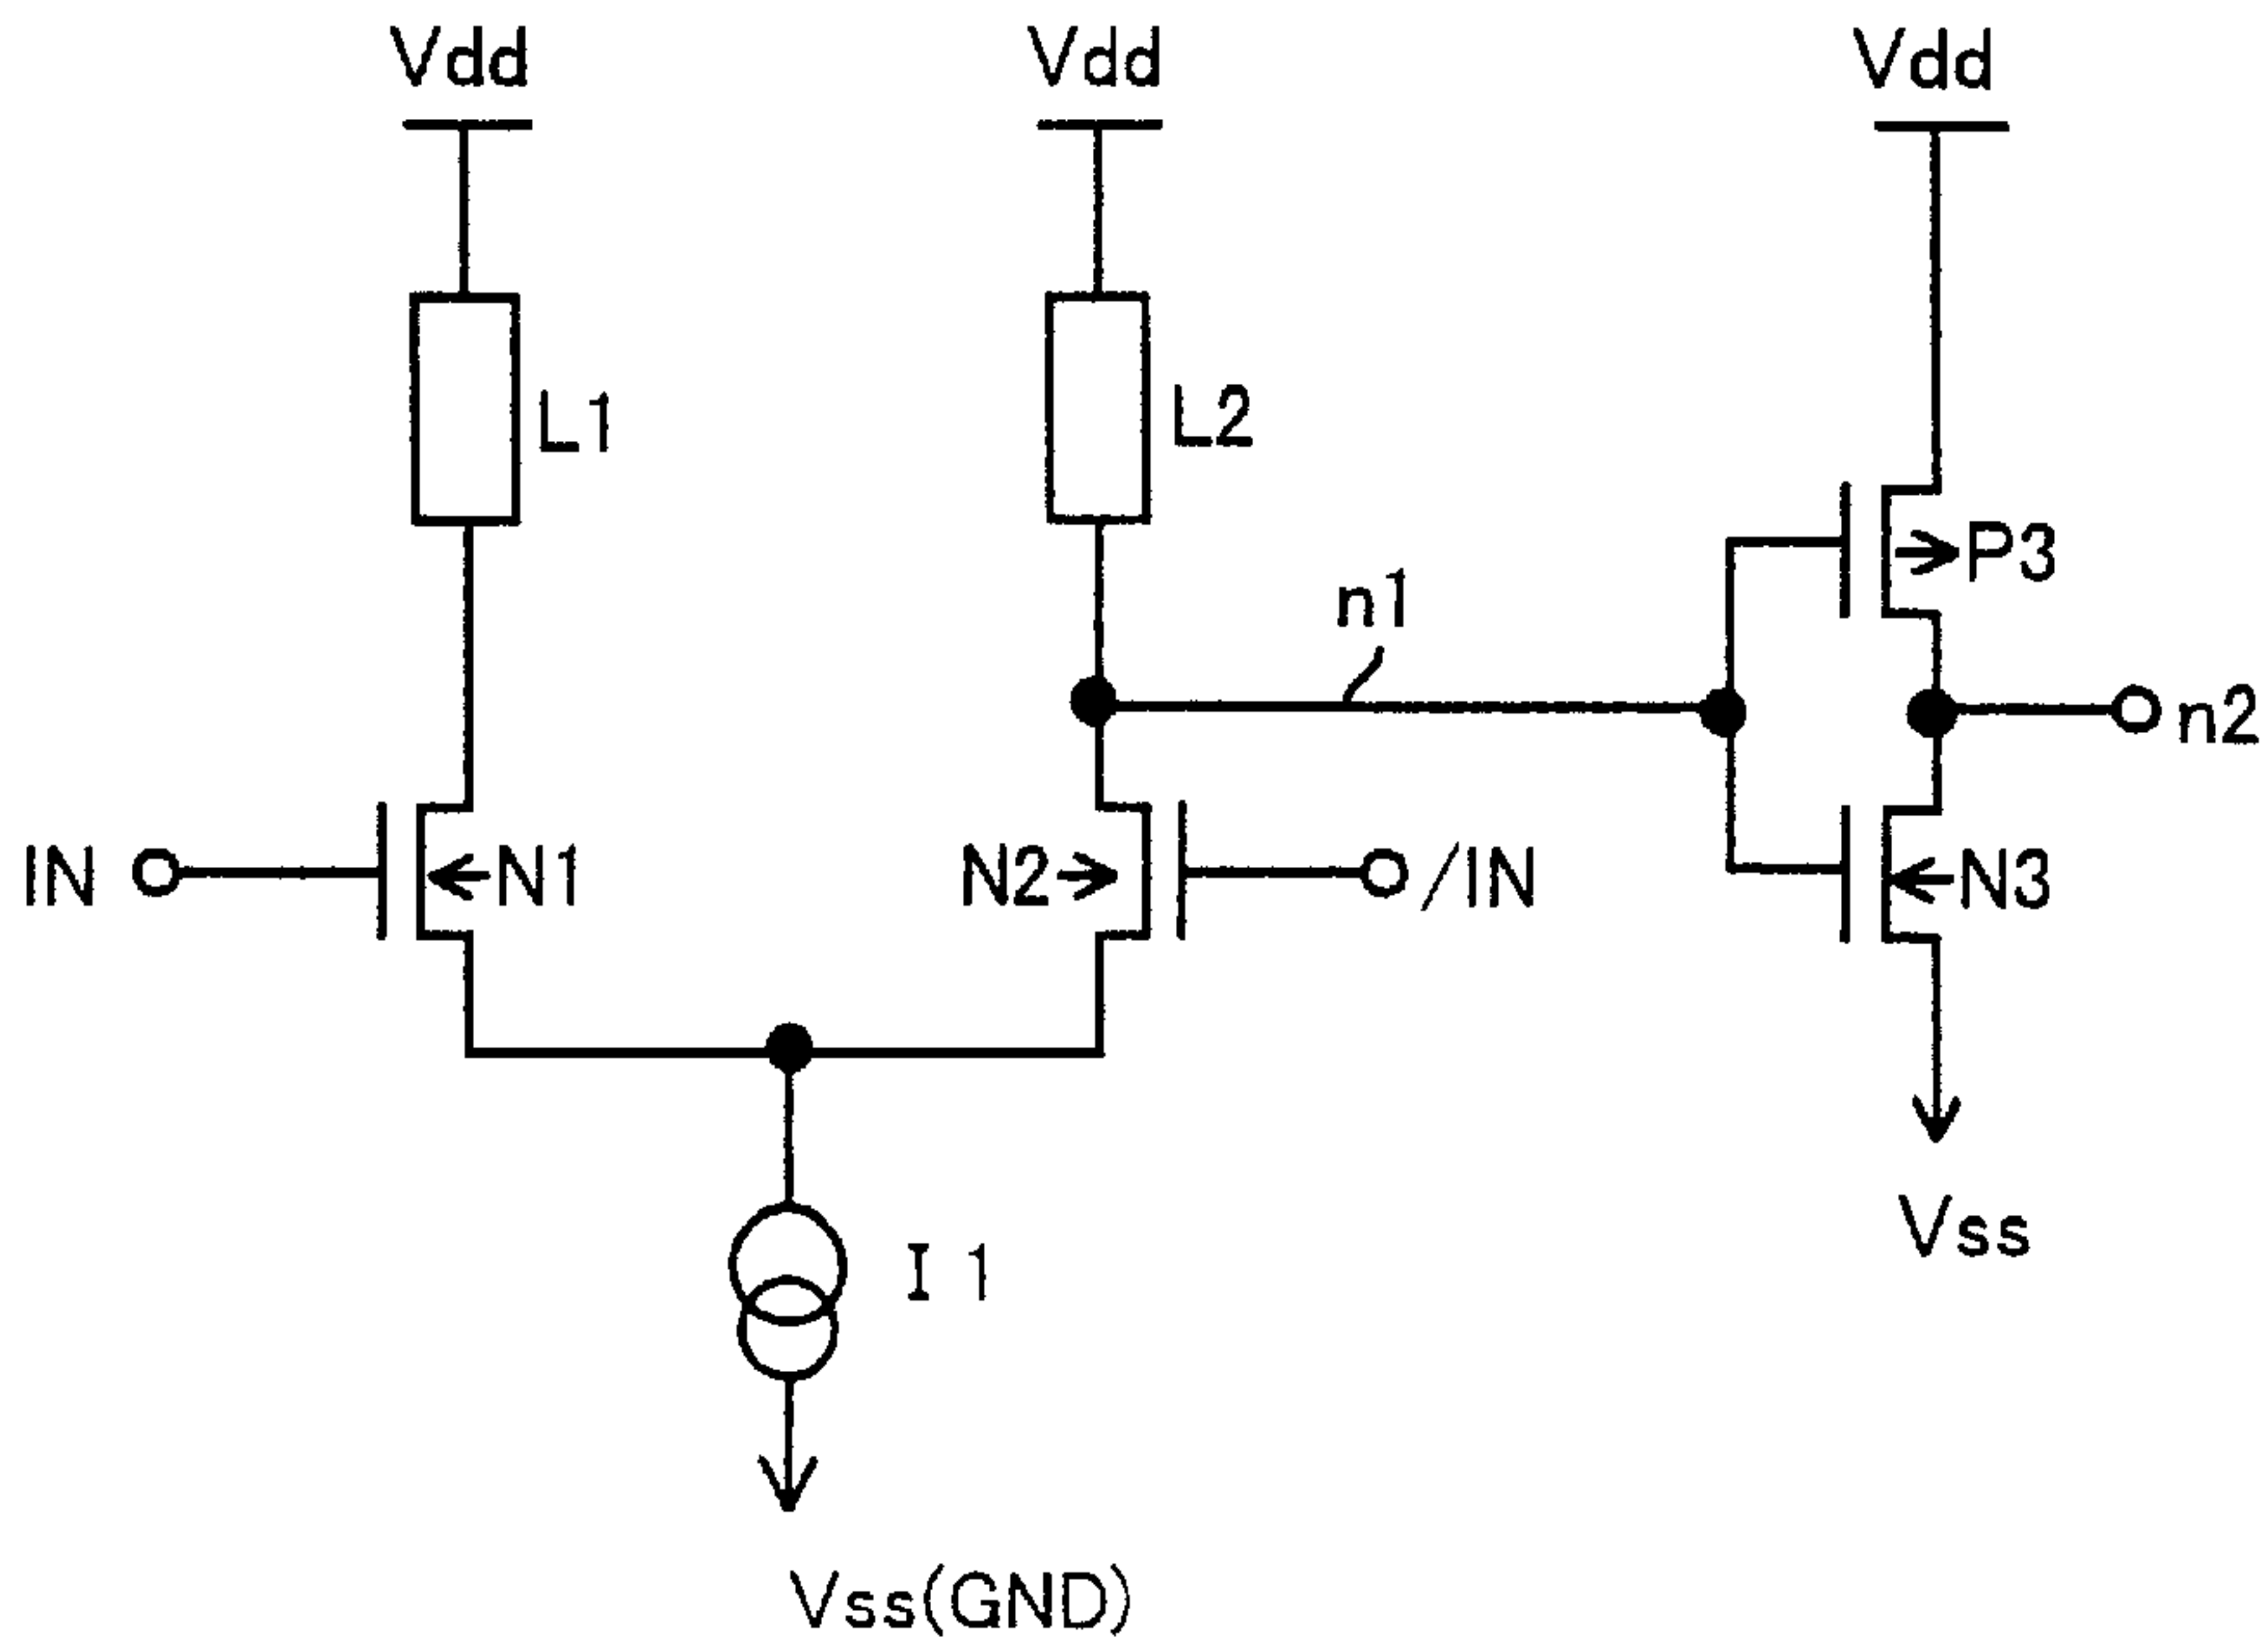 Vdd
Vdd
Vdd
L1
L2
P3
n1
n2
IN
N1
N2
/IN
N3
I 1
Vss
Vss(GND)